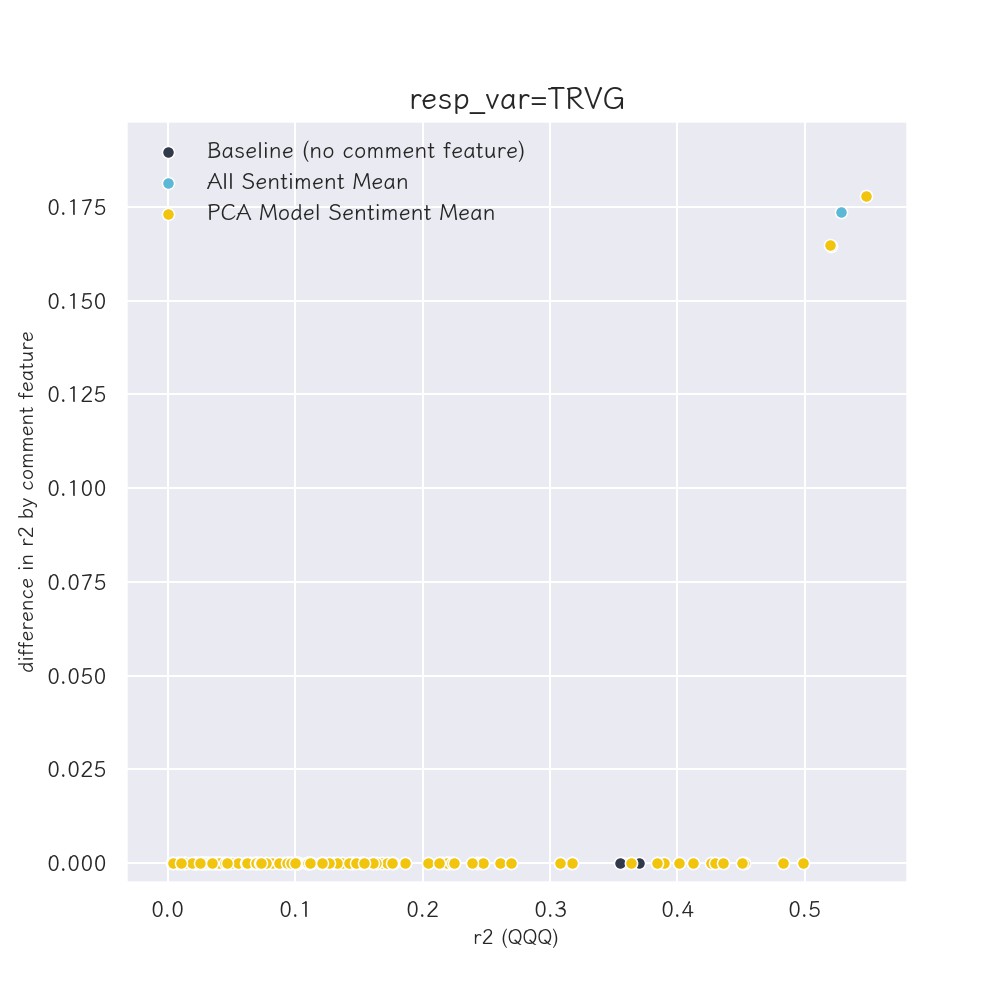 resp_var=TRVG
Baseline (no comment feature)
All Sentiment Mean
PCA Model Sentiment Mean
0.175
0.150
0.125
0.100
0.075
0.050
0.025
0.000
difference in r2 by comment feature
0.0 0.1 0.2 0.3 0.4 0.5
r2 (QQQ)